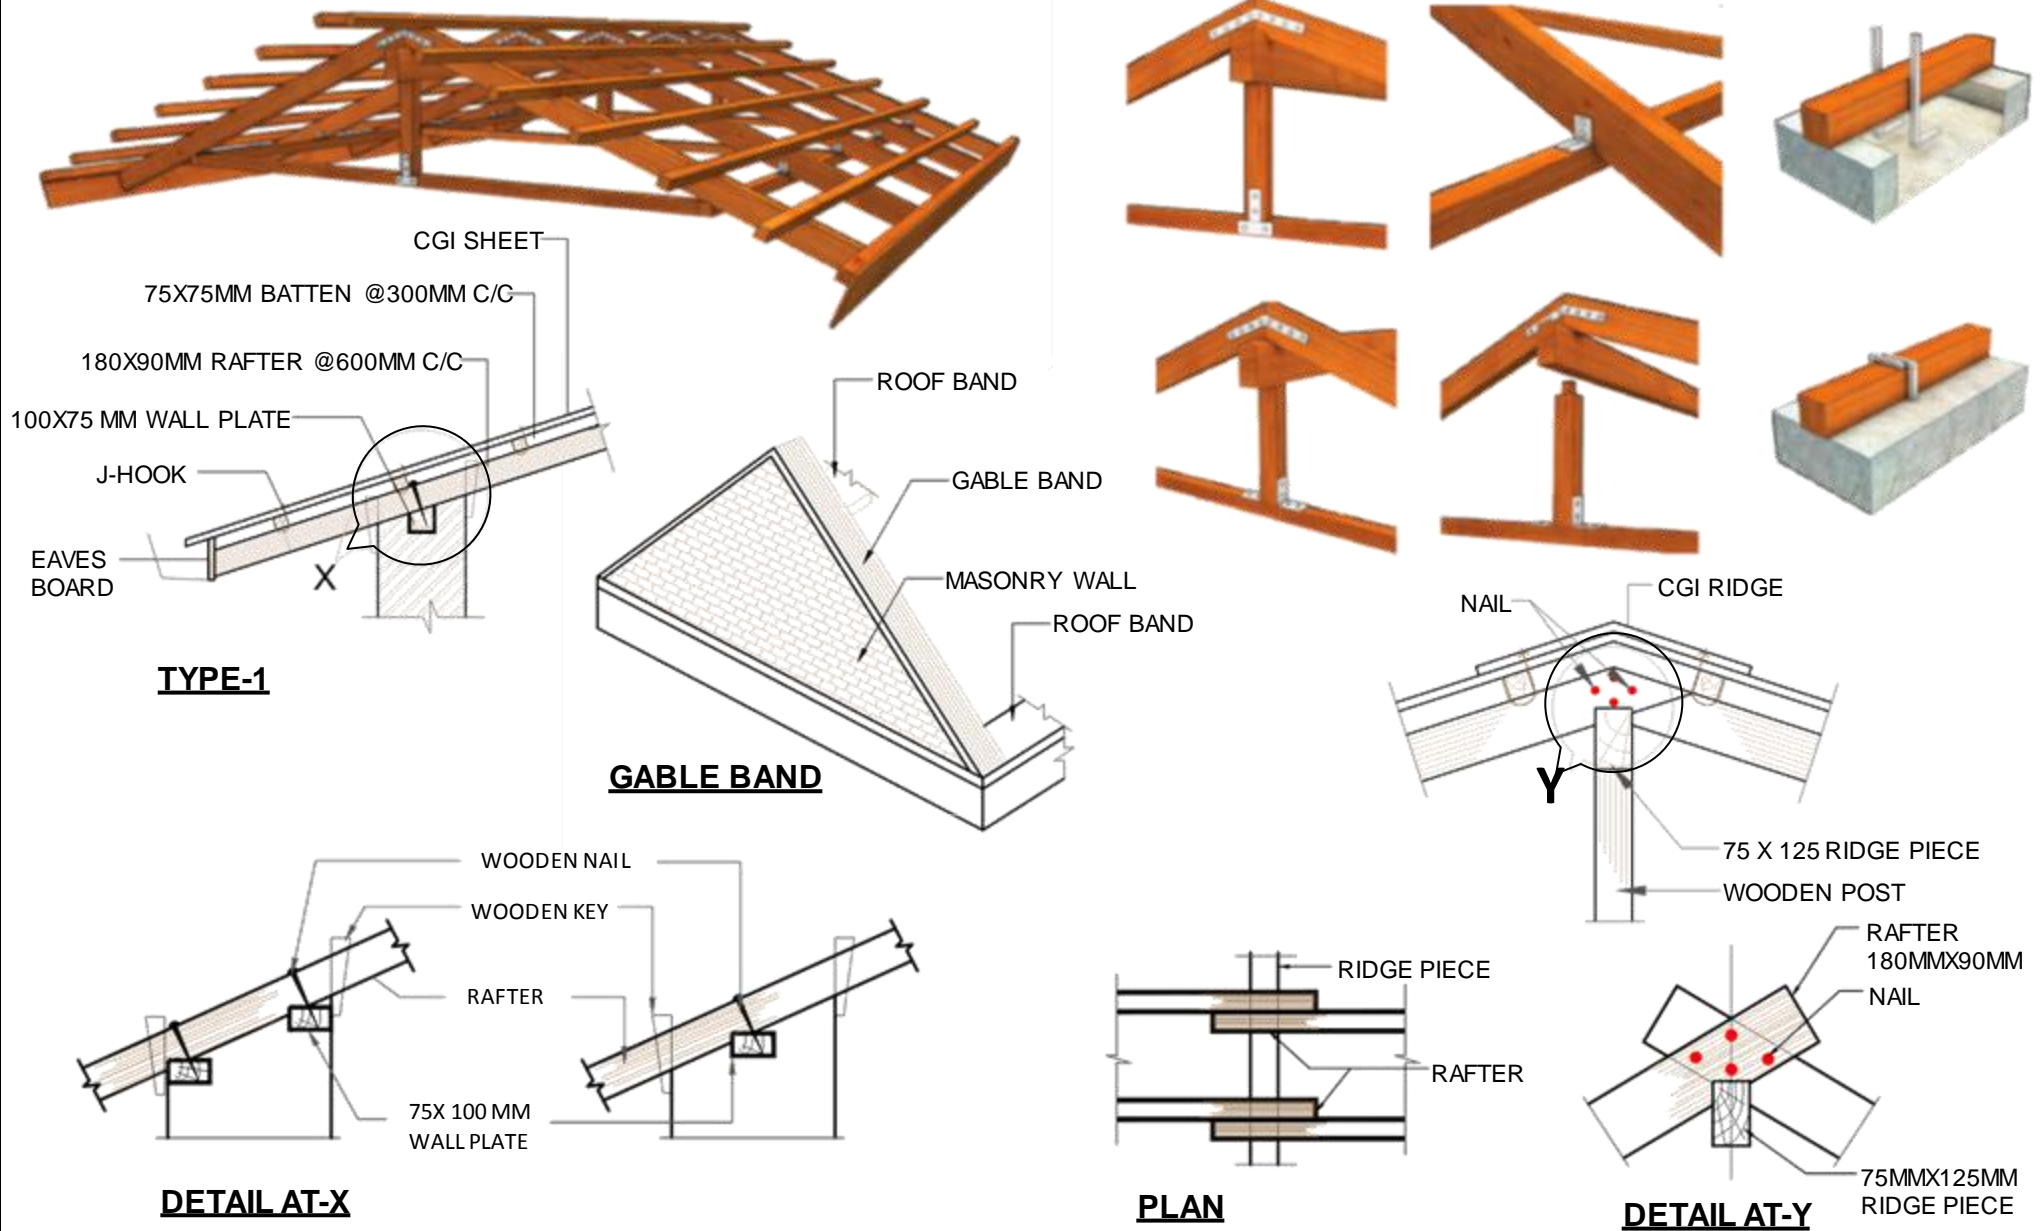 CGI SHEET
75X75MM BATTEN @300MM C/C
180X90MM RAFTER @600MM C/C
100X75 MM WALL PLATE
J-HOOK
EAVES
BOARD
X
TYPE-1
ROOF BAND
GABLE BAND
MASONRY WALL
ROOF BAND
GABLE BAND
NAIL
CGI RIDGE
Y
75 X 125 RIDGE PIECE
WOODEN POST
WOODEN NAIL
WOODEN KEY
RAFTER
75X 100 MM
WALL PLATE
DETAIL AT-X
RIDGE PIECE
RAFTER
PLAN
RAFTER
180MMX90MM
NAIL
75MMX125MM
RIDGE PIECE
DETAIL AT-Y